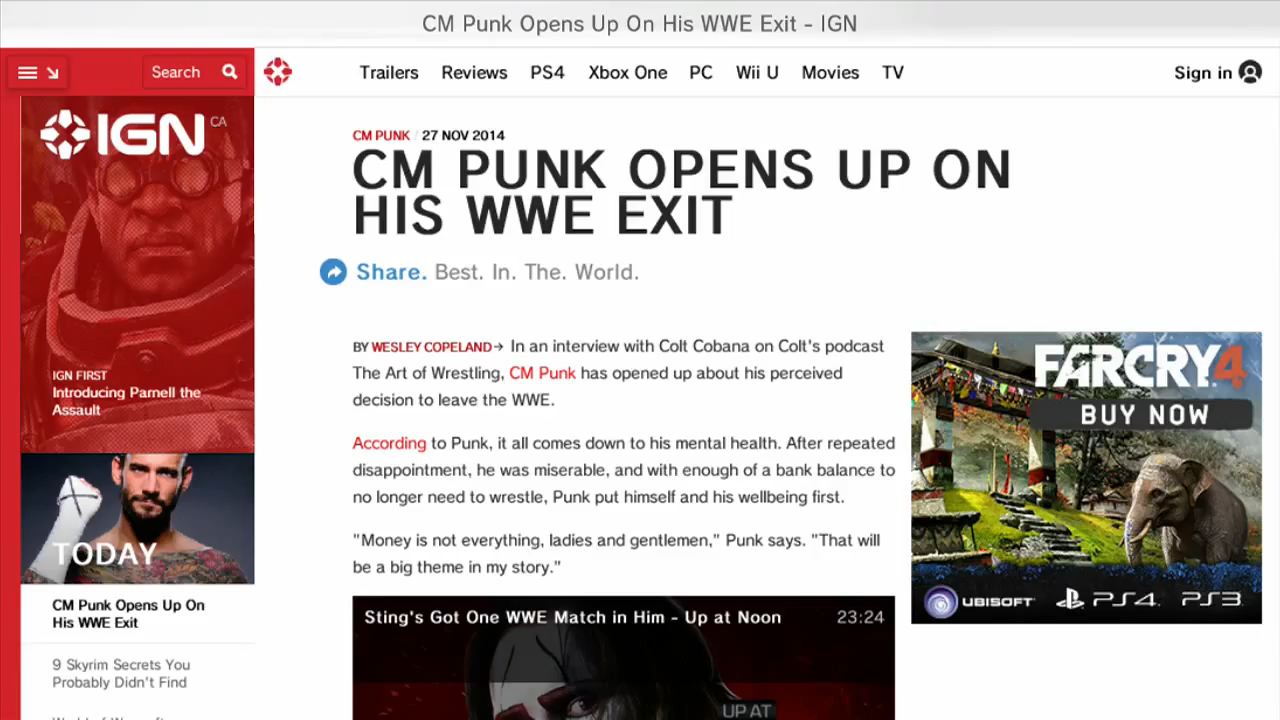 CM Punk Opens Up On His WWE Exit - IGN
Search
Trailers
Reviews
PS4
Xbox One
PC
Wii U
Movies
TV
Sign in
IGN
CA
IGN FIRST
Introducing Parnell the
Assault
TODAY
CM Punk Opens Up On
His WWE Exit
9 Skyrim Secrets You
Probably Didn't Find
CM PUNK / 27 NOV 2014
CM PUNK OPENS UP ON
HIS WWE EXIT
Share. Best. In. The. World.
BY WESLEY COPELAND→ In an interview with Colt Cobana on Colt's podcast
The Art of Wrestling, CM Punk has opened up about his perceived
decision to leave the WWE.
According to Punk, it all comes down to his mental health. After repeated
disappointment, he was miserable, and with enough of a bank balance to
no longer need to wrestle, Punk put himself and his wellbeing first.
"Money is not everything, ladies and gentlemen," Punk says. "That will
be a big theme in my story."
Sting's Got One WWE Match in Him - Up at Noon
23:24
UP AT
FARCRY 4
BUY NOW
UBISOFT
PS4
PS3